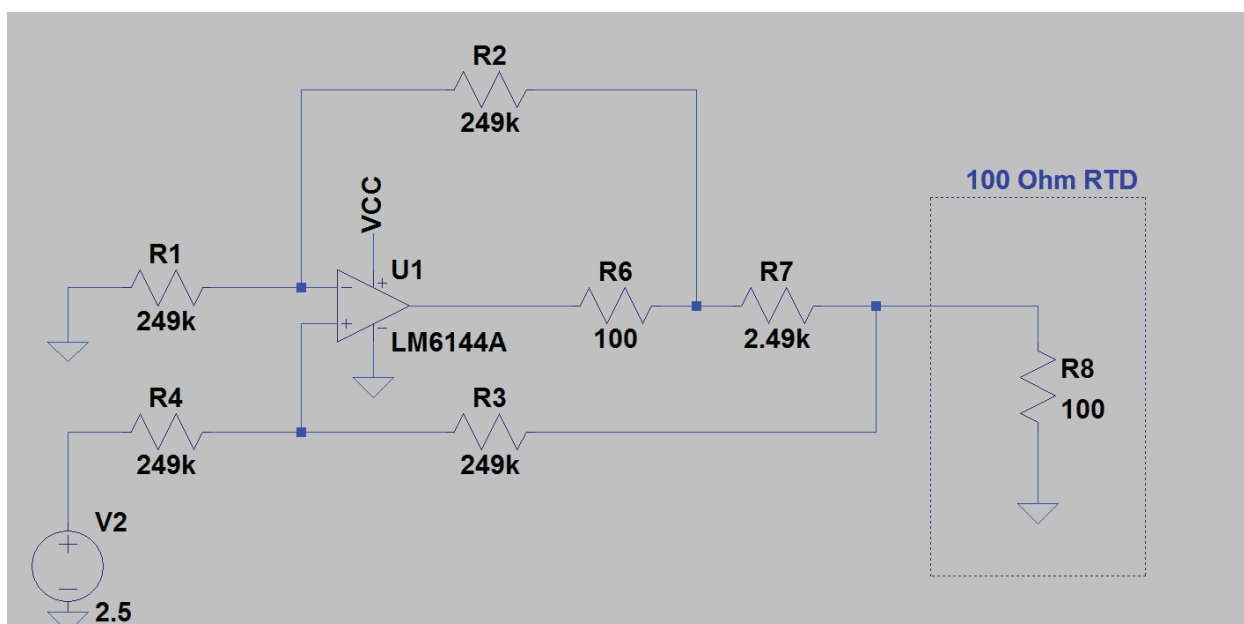 R2
249k
100 Ohm RTD
VCC
R1
249k
U1
LM6144A
R6
100
R7
2.49k
R8
100
R4
249k
R3
249k
V2
2.5